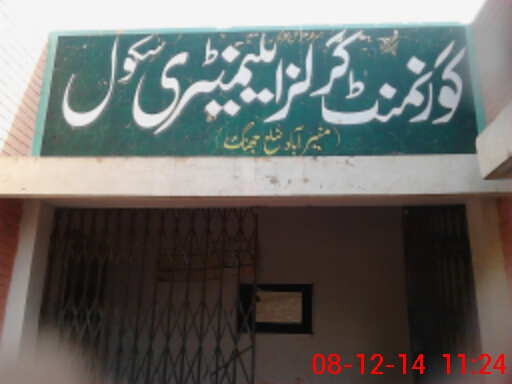 گورنمنٹ گرلز ایلیمنٹری سکول
(منیر آباد ضلع جھنگ)
08-12-14 11:24